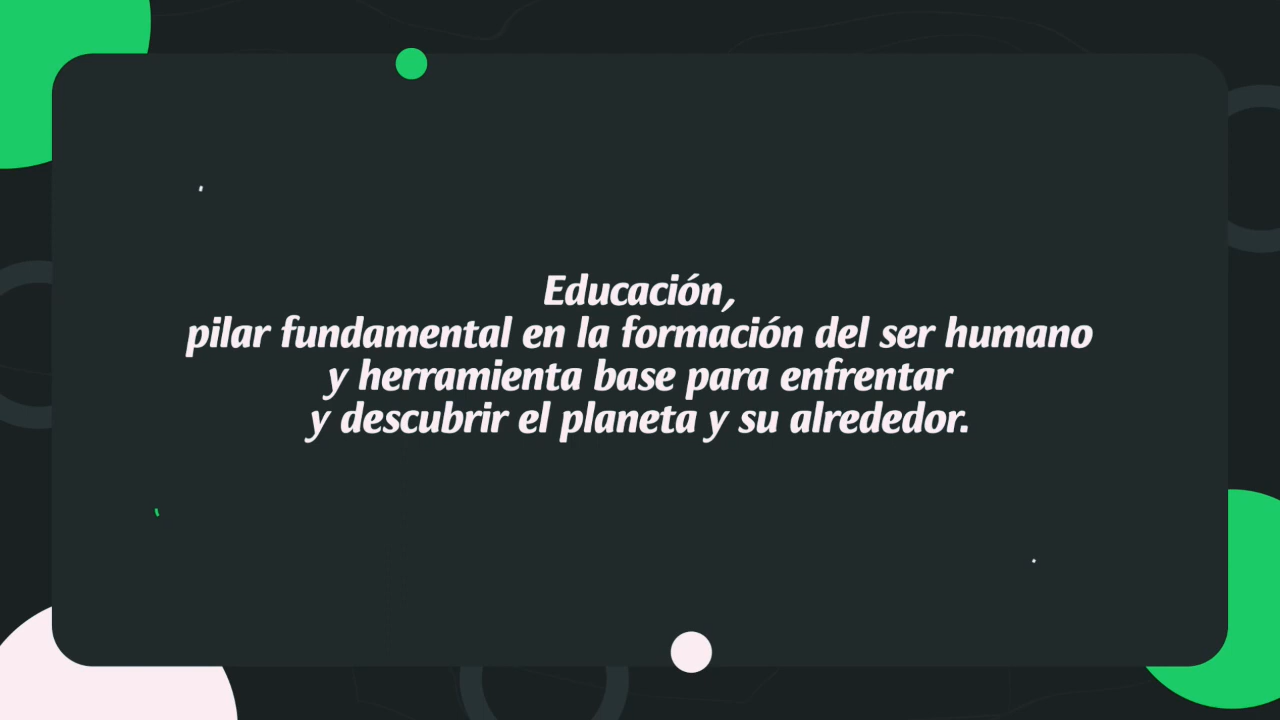 Educación,
pilar fundamental en la formación del ser humano
y herramienta base para enfrentar
y descubrir el planeta y su alrededor.